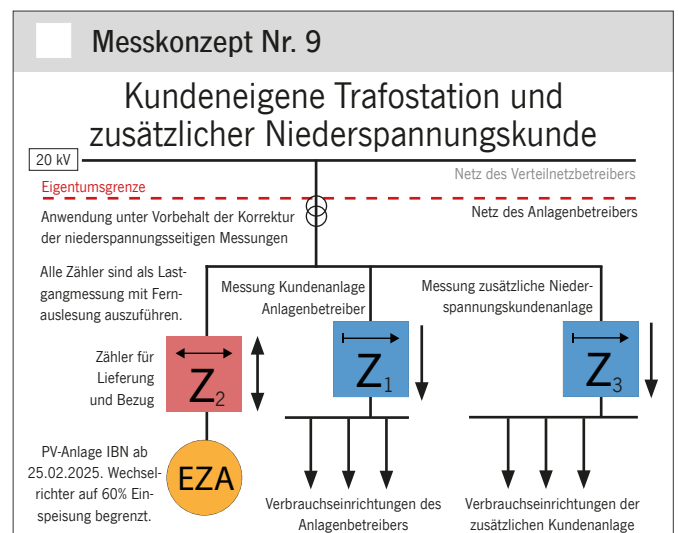 Messkonzept Nr. 9
Kundeneigene Trafostation und
zusätzlicher Niederspannungskunde
20 kV
Netz des Verteilnetzbetreibers
Eigentumsgrenze
Netz des Anlagenbetreibers
Anwendung unter Vorbehalt der Korrektur
der niederspannungsseitigen Messungen
Alle Zähler sind als Last-
gangmessung mit Fern-
auslesung auszuführen.
Messung Kundenanlage
Anlagenbetreiber
Messung zusätzliche Nieder-
spannungskundenanlage
Zähler für
Lieferung
und Bezug
Z2
Z1
Z3
PV-Anlage IBN ab
25.02.2025. Wechsel-
richter auf 60% Ein-
speisung begrenzt.
EZA
Verbrauchseinrichtungen des
Anlagenbetreibers
Verbrauchseinrichtungen der
zusätzlichen Kundenanlage